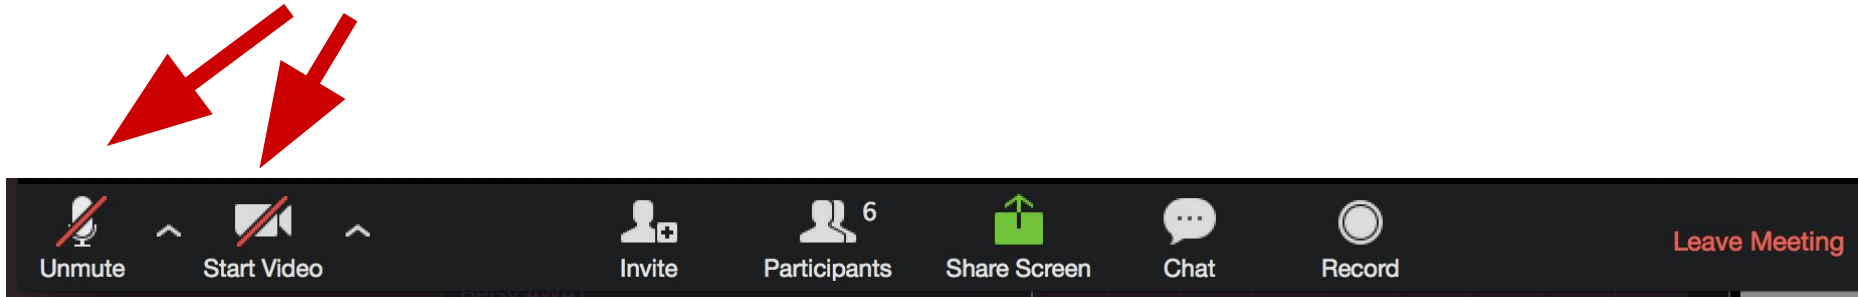 Unmute
Start Video
Invite
Participants
6
Share Screen
Chat
Record
Leave Meeting